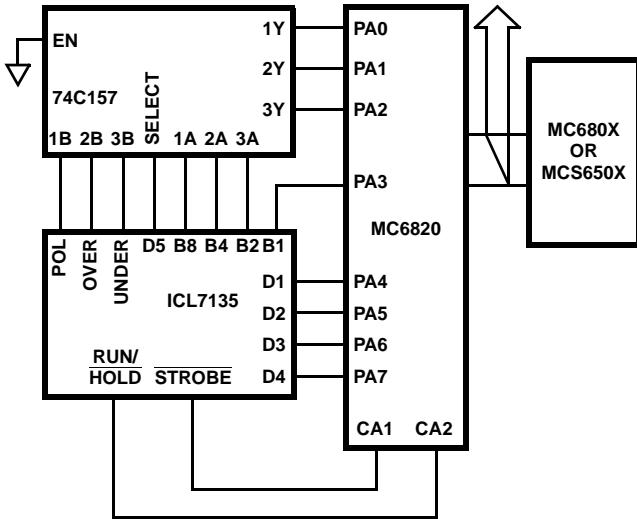 EN
1Y
PA0
2Y
PA1
74C157
SELECT
3Y
PA2
1B 2B 3B
1A 2A 3A
MC680X
OR
MCS650X
PA3
MC6820
POL
OVER
UNDER
D5 B8 B4 B2 B1
ICL7135
D1
PA4
D2
PA5
D3
PA6
D4
PA7
RUN/
HOLD
STROBE
CA1 CA2